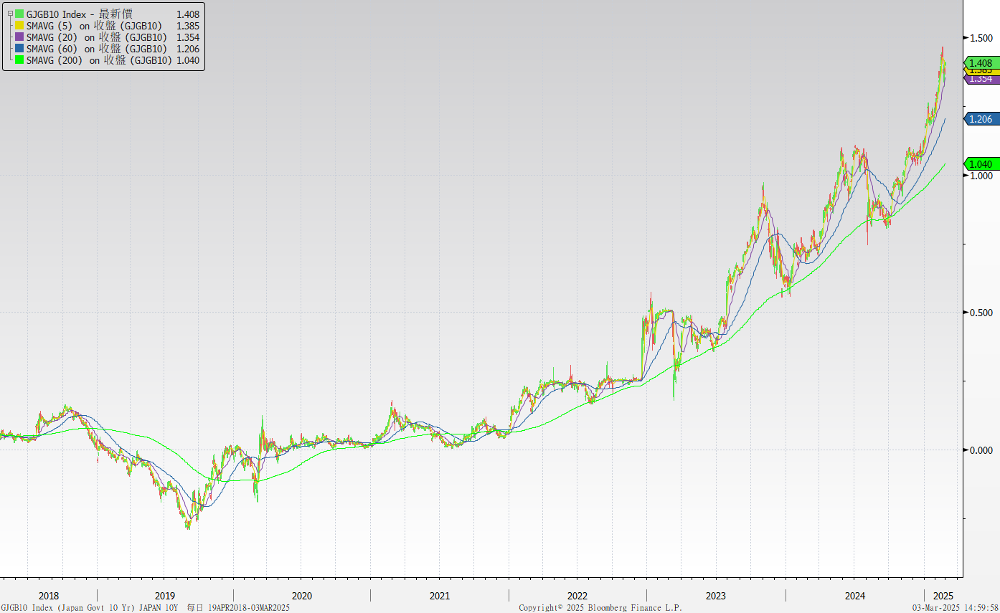 GJGB10 Index - 最新價 1.408
SMAVG (5) on 收盤 (GJGB10) 1.385
SMAVG (20) on 收盤 (GJGB10) 1.354
SMAVG (60) on 收盤 (GJGB10) 1.206
SMAVG (200) on 收盤 (GJGB10) 1.040
1.500
1.408
1.385
1.354
1.206
1.040
1.000
0.500
0.000
2018 2019 2020 2021 2022 2023 2024 2025
GJGB10 Index (Japan Govt 10 Yr) JAPAN 10Y 每日 19APR2018-03MAR2025 Copyright© 2025 Bloomberg Finance L.P. 03-Mar-2025 14:59:58